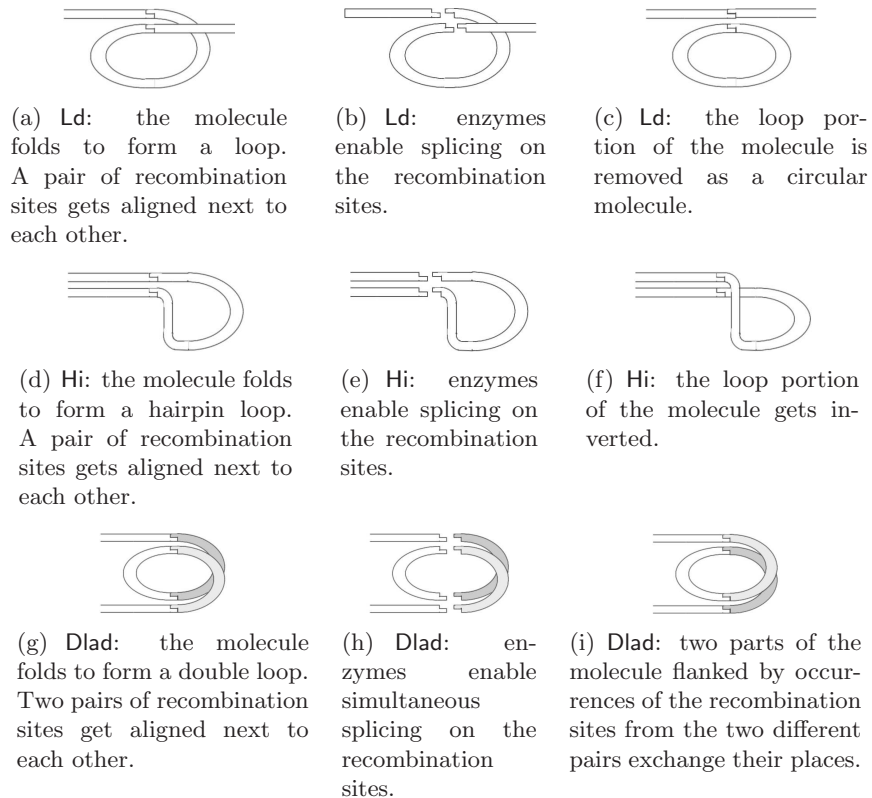 (a) Ld: the molecule
folds to form a loop.
A pair of recombination
sites gets aligned next to
each other.
(b) Ld: enzymes
enable splicing on
the recombination
sites.
(c) Ld: the loop por-
tion of the molecule is
removed as a circular
molecule.
(d) Hi: the molecule folds
to form a hairpin loop.
A pair of recombination
sites gets aligned next to
each other.
(e) Hi: enzymes
enable splicing on
the recombination
sites.
(f) Hi: the loop portion
of the molecule gets in-
verted.
(g) Dlad: the molecule
folds to form a double loop.
Two pairs of recombination
sites get aligned next to
each other.
(h) Dlad: en-
zymes enable
simultaneous
splicing on the
recombination
sites.
(i) Dlad: two parts of the
molecule flanked by occur-
rences of the recombination
sites from the two different
pairs exchange their places.